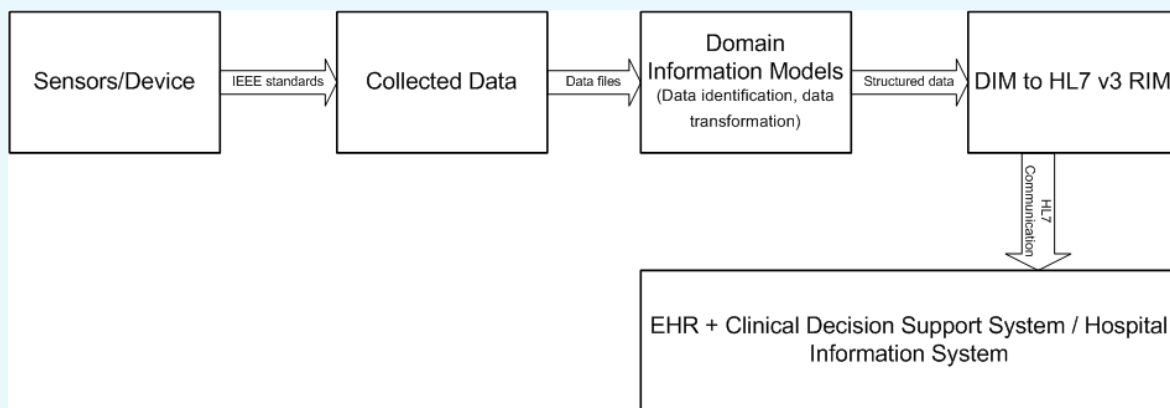 Sensors/Device
IEEE standards
Collected Data
Data files
Domain
Information Models
(Data identification, data
transformation)
Structured data
DIM to HL7 v3 RIM
HL7
Communication
EHR + Clinical Decision Support System / Hospital
Information System